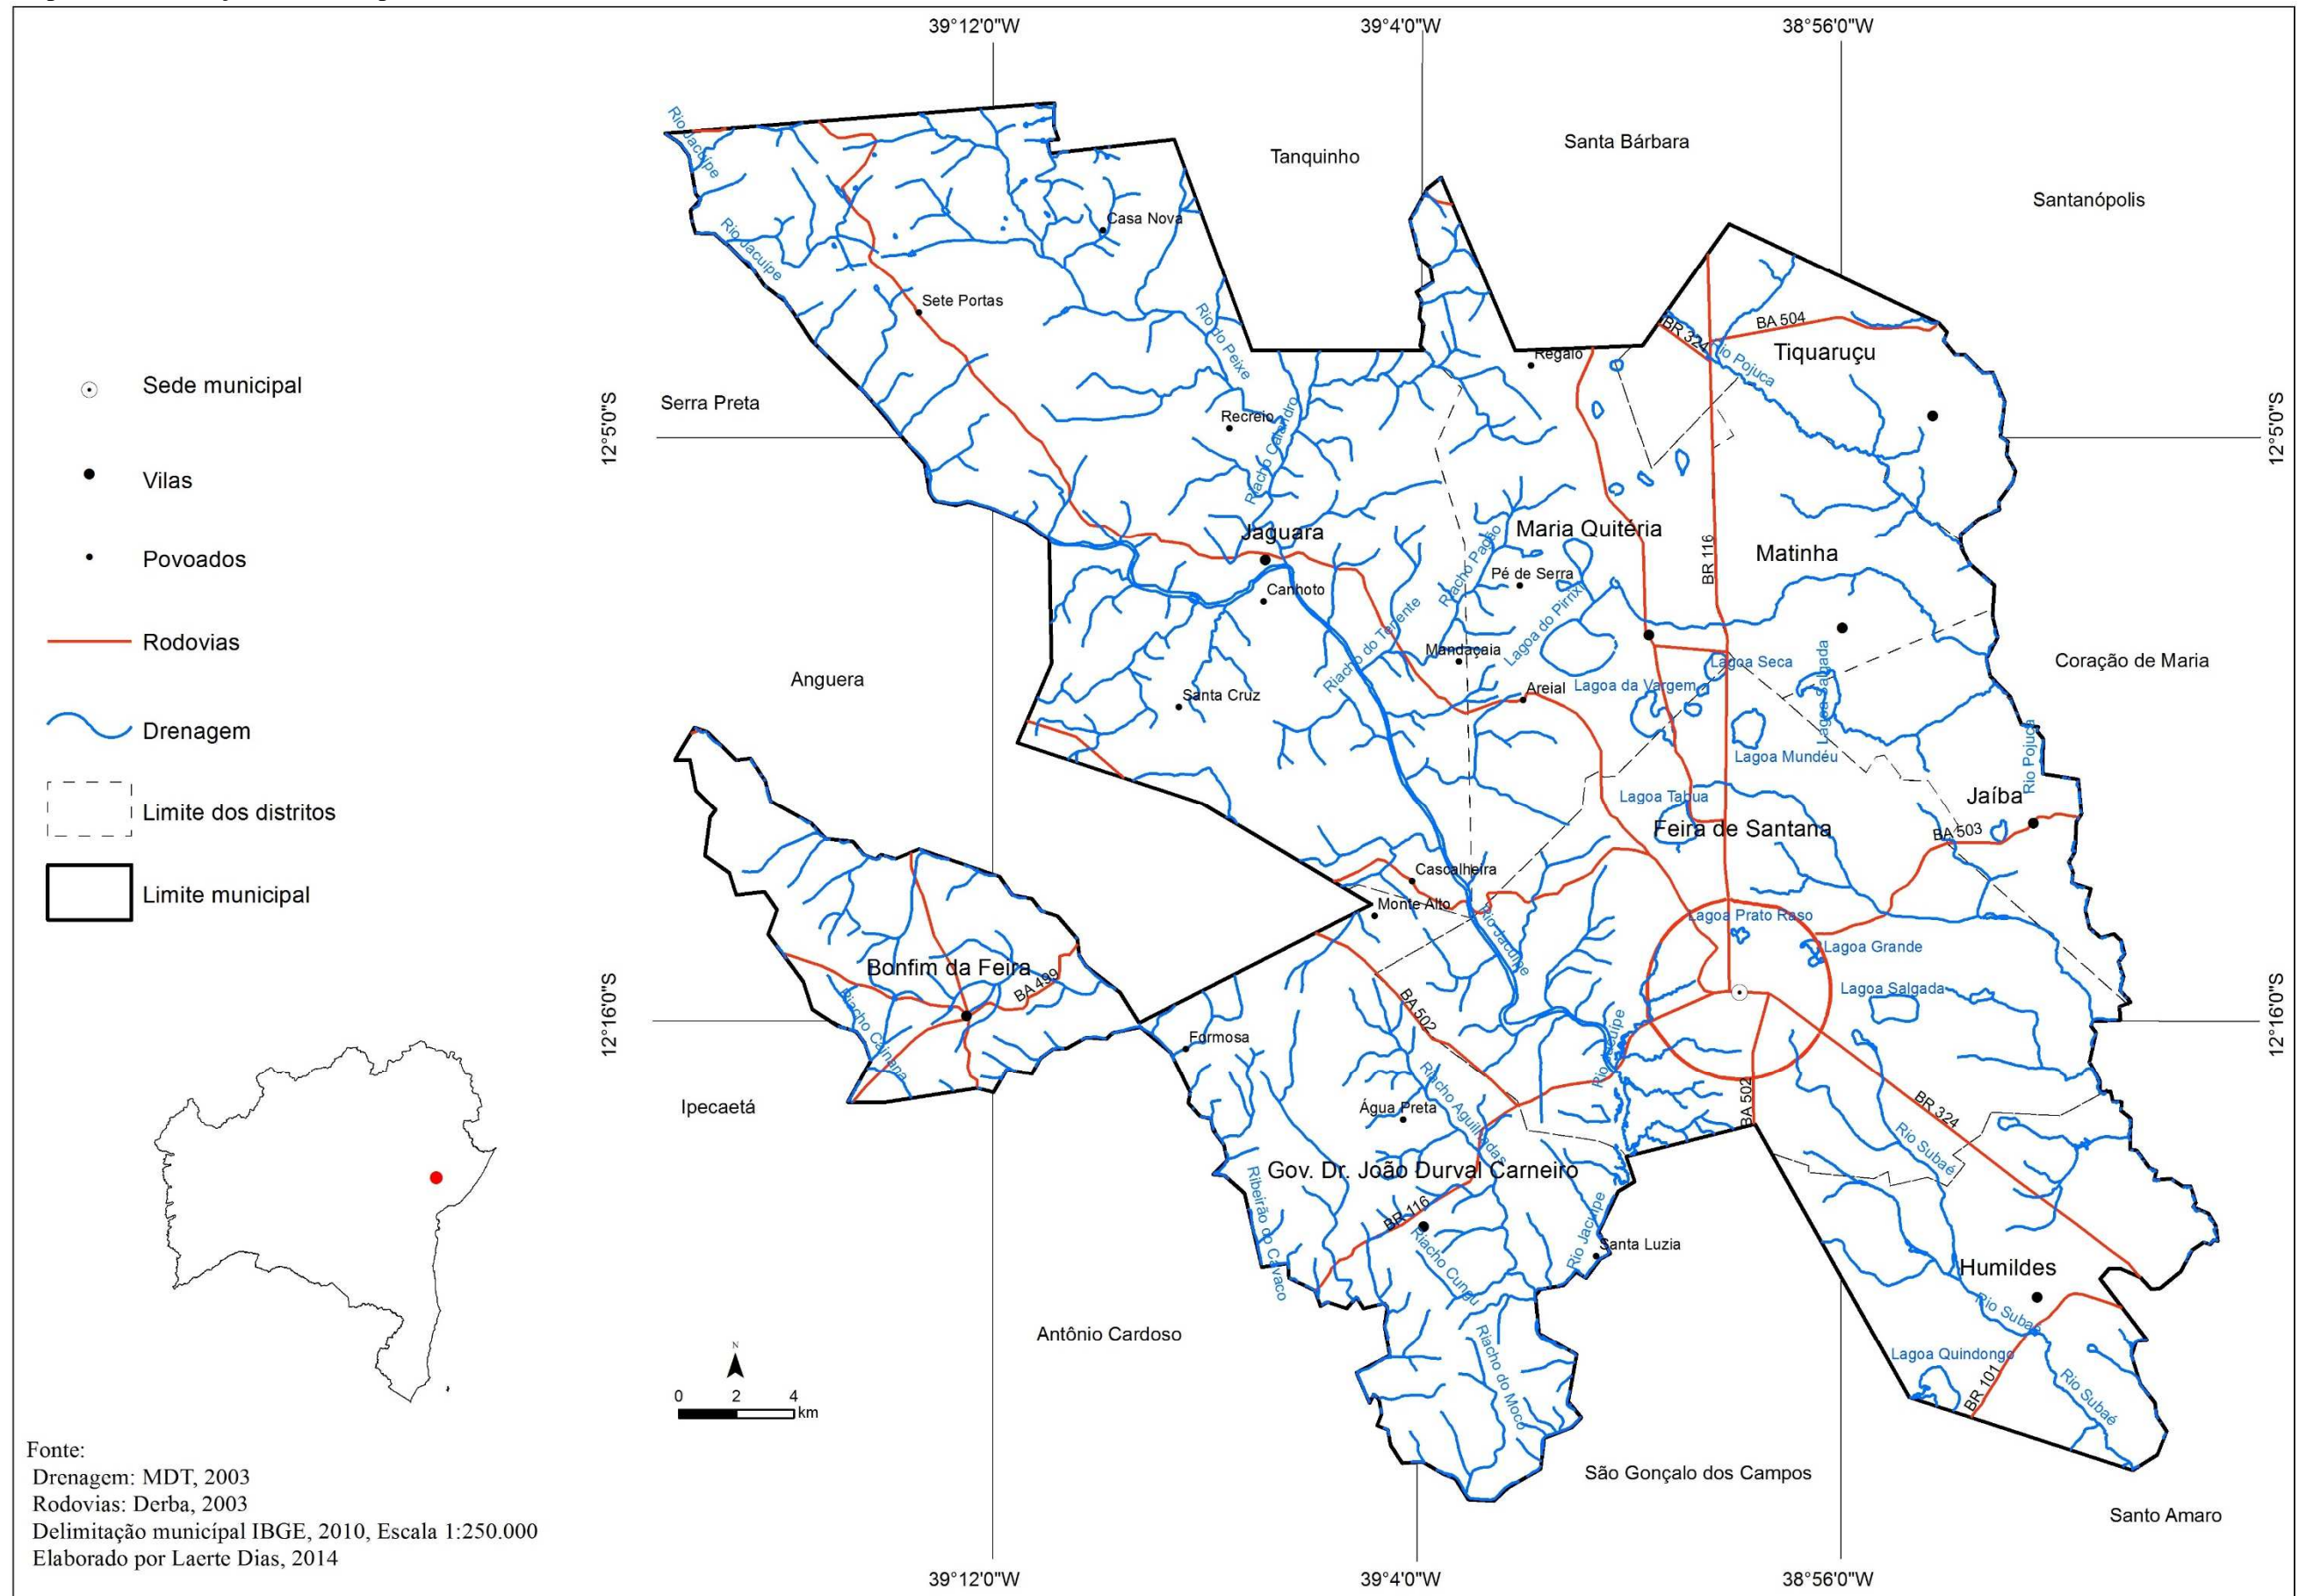 39°12'0"W
39°4'0"W
38°56'0"W
Tanquinho
Santa Bárbara
Santanópolis
Rio Jacuípe
Casa Nova
Rio Jacuípe
Sete Portas
Rio do Peixe
BR 324
BA 504
Rio Pojuca
Tiquaruçu
Regalo
Sede municipal
Serra Preta
12°5'0"S
12°5'0"S
Recreio
Riacho Calandro
Vilas
Jaguara
Maria Quitéria
Matinha
BR 116
Povoados
Riacho Pagão
Pé de Serra
Canhoto
Riacho do Tenente
Lagoa do Pirrixi
Rodovias
Mandaçaia
Lagoa Seca
Lagoa Salgada
Coração de Maria
Anguera
Santa Cruz
Areial
Lagoa da Vargem
Drenagem
Lagoa Mundéu
Rio Pojuca
Limite dos distritos
Lagoa Tabua
Jaíba
Feira de Santana
BA 503
Limite municipal
Cascalheira
Monte Alto
Rio Jacuípe
Lagoa Prato Raso
Lagoa Grande
Bonfim da Feira
BA 499
Lagoa Salgada
12°16'0"S
12°16'0"S
BA 502
Riacho Cainana
Formosa
Rio Jacuípe
Ipecaetá
Água Preta
Riacho Aguilhadas
BA 502
BR 324
Rio Subaé
Gov. Dr. João Durval Carneiro
Ribeirão do Cavaco
BR 116
Riacho Cungu
Rio Jacuípe
Santa Luzia
Humildes
Rio Subaé
Antônio Cardoso
Riacho do Moco
Lagoa Quindongo
BR 101
Rio Subaé
N
0 2 4
km
São Gonçalo dos Campos
Santo Amaro
Fonte:
Drenagem: MDT, 2003
Rodovias: Derba, 2003
Delimitação municípal IBGE, 2010, Escala 1:250.000
Elaborado por Laerte Dias, 2014
39°12'0"W
39°4'0"W
38°56'0"W